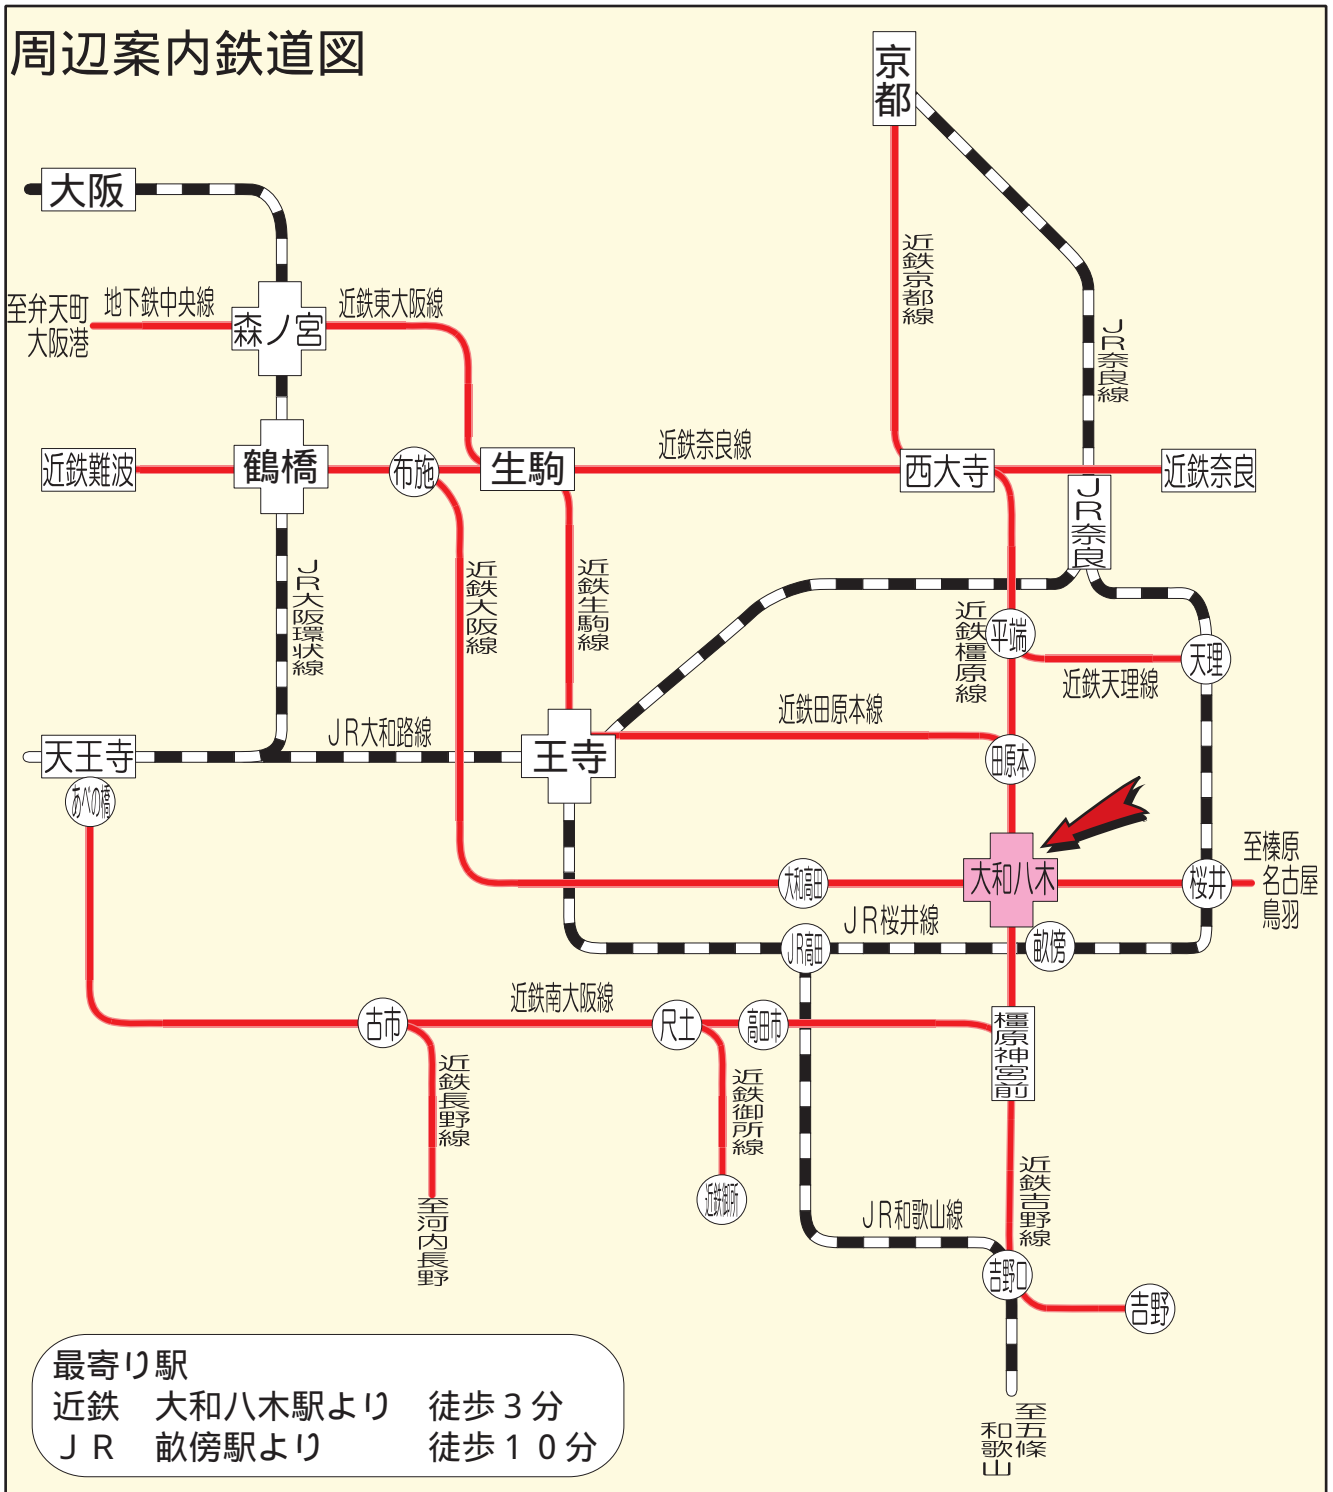 周辺案内鉄道図
京都
大阪
近鉄京都線
至弁天町
大阪港
地下鉄中央線
森ノ宮
近鉄東大阪線
JR奈良線
近鉄難波
鶴橋
布施
生駒
近鉄奈良線
西大寺
近鉄奈良
JR奈良
JR大阪環状線
近鉄大阪線
近鉄生駒線
近鉄橿原線
平端
天理
近鉄天理線
近鉄田原本線
JR大和路線
天王寺
王寺
田原本
あべの橋
大和高田
大和八木
桜井
至榛原
名古屋
鳥羽
JR桜井線
JR高田
畝傍
近鉄南大阪線
古市
尺土
高田市
橿原神宮前
近鉄長野線
近鉄御所線
近鉄御所
近鉄吉野線
至河内長野
JR和歌山線
吉野口
吉野
至五條
和歌山
最寄り駅
近鉄 大和八木駅より 徒歩3分
JR 畝傍駅より 徒歩10分